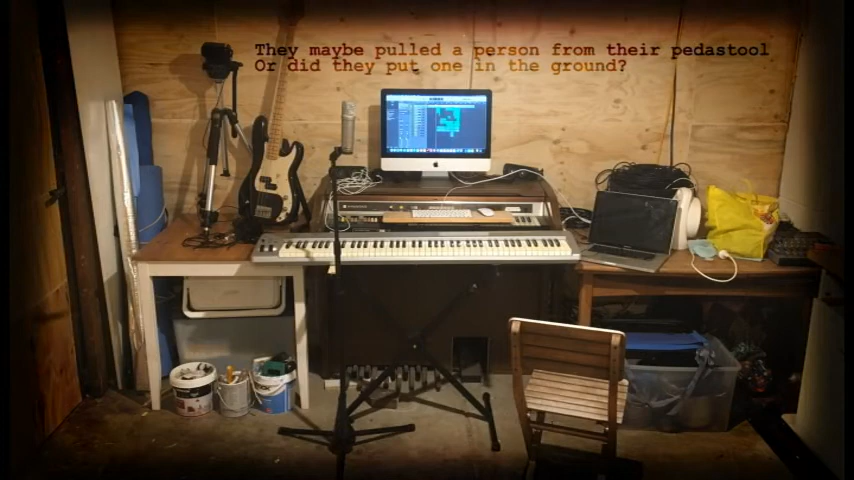 They maybe pulled a person from their pedastool
Or did they put one in the ground?